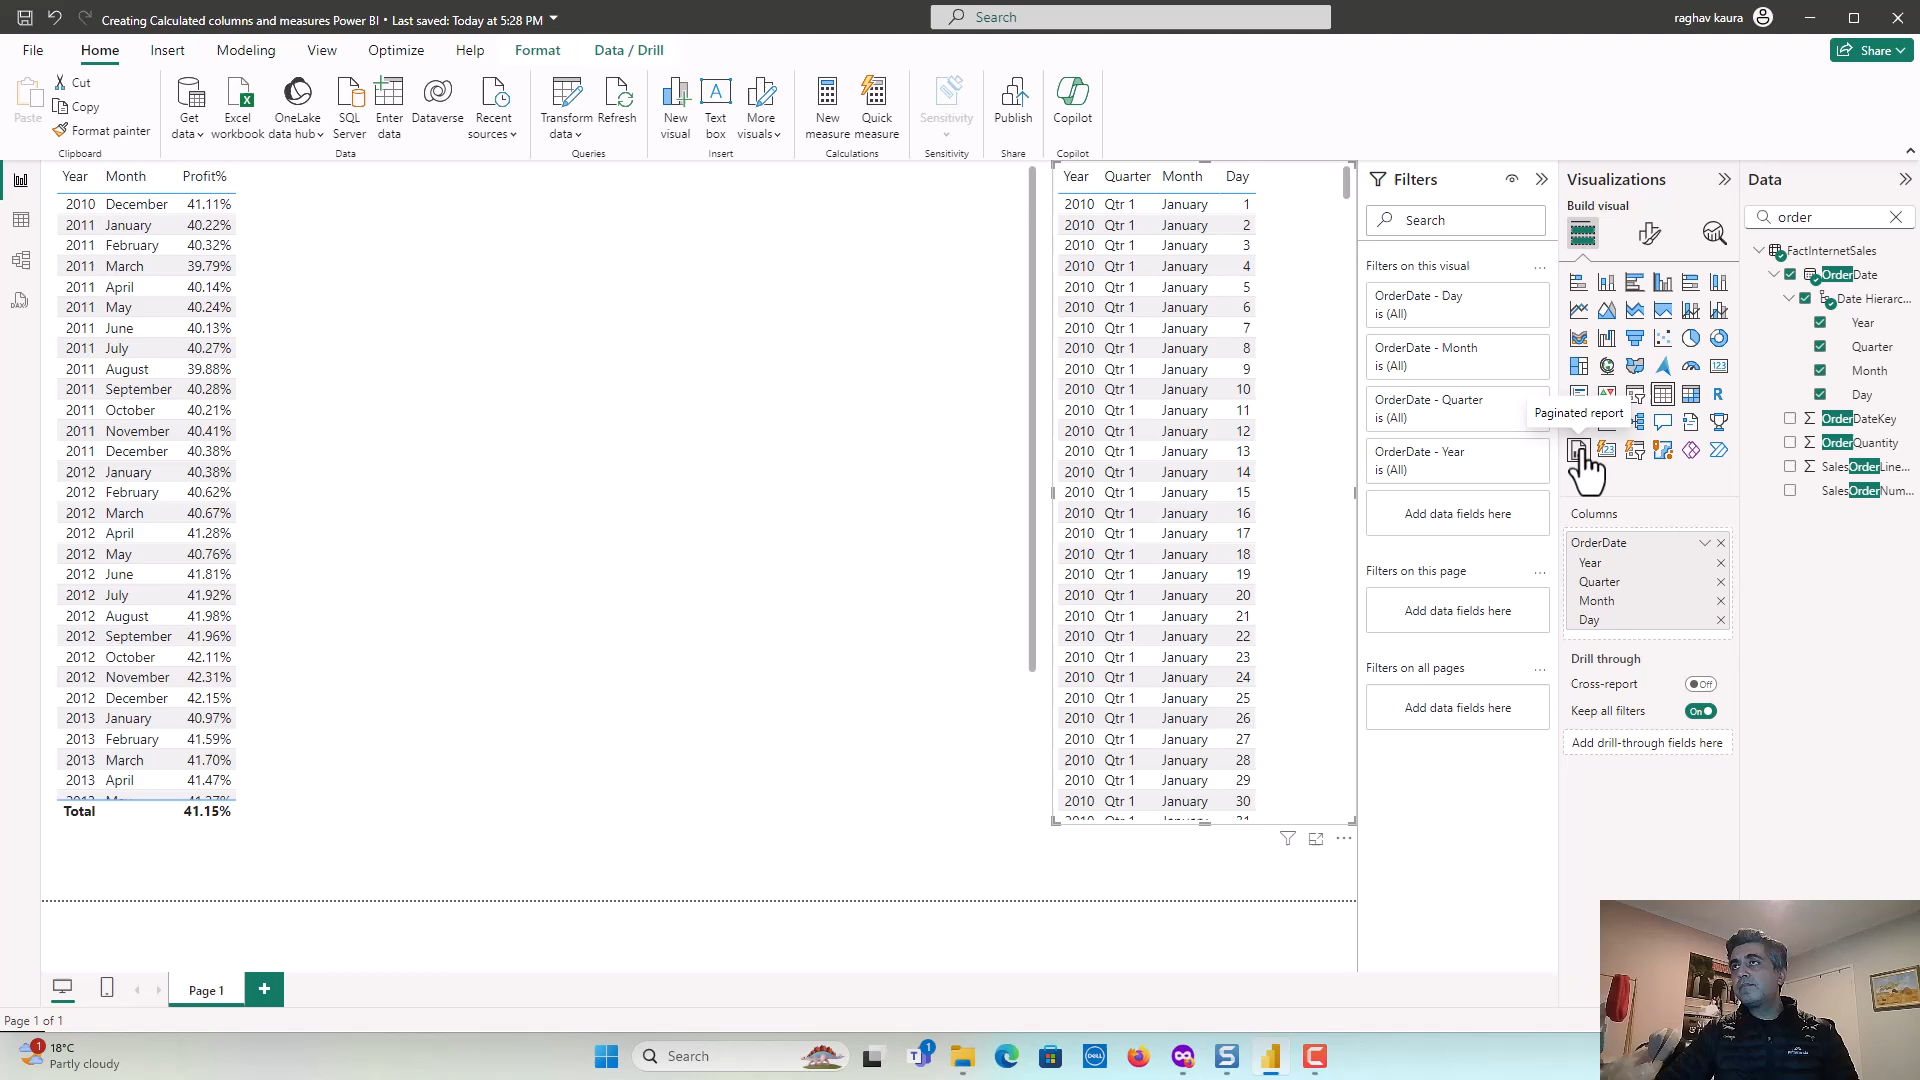 Creating Calculated columns and measures Power BI • Last saved: Today at 5:28 PM
Search
raghav kaura
File Home Insert Modeling View Optimize Help Format Data / Drill
Share
Paste
Cut
Copy
Format painter
Clipboard
Get data
Excel workbook
OneLake data hub
SQL Server
Enter data
Dataverse
Recent sources
Data
Transform data
Refresh
Queries
New visual
Text box
More visuals
Insert
New measure
Quick measure
Calculations
Sensitivity
Sensitivity
Publish
Share
Copilot
Copilot
Year Month Profit%
2010 December 41.11%
2011 January 40.22%
2011 February 40.32%
2011 March 39.79%
2011 April 40.14%
2011 May 40.24%
2011 June 40.13%
2011 July 40.27%
2011 August 39.88%
2011 September 40.28%
2011 October 40.21%
2011 November 40.41%
2011 December 40.38%
2012 January 40.38%
2012 February 40.62%
2012 March 40.67%
2012 April 41.28%
2012 May 40.76%
2012 June 41.81%
2012 July 41.92%
2012 August 41.98%
2012 September 41.96%
2012 October 42.11%
2012 November 42.31%
2012 December 42.15%
2013 January 40.97%
2013 February 41.59%
2013 March 41.70%
2013 April 41.47%
Total 41.15%
Year Quarter Month Day
2010 Qtr 1 January 1
2010 Qtr 1 January 2
2010 Qtr 1 January 3
2010 Qtr 1 January 4
2010 Qtr 1 January 5
2010 Qtr 1 January 6
2010 Qtr 1 January 7
2010 Qtr 1 January 8
2010 Qtr 1 January 9
2010 Qtr 1 January 10
2010 Qtr 1 January 11
2010 Qtr 1 January 12
2010 Qtr 1 January 13
2010 Qtr 1 January 14
2010 Qtr 1 January 15
2010 Qtr 1 January 16
2010 Qtr 1 January 17
2010 Qtr 1 January 18
2010 Qtr 1 January 19
2010 Qtr 1 January 20
2010 Qtr 1 January 21
2010 Qtr 1 January 22
2010 Qtr 1 January 23
2010 Qtr 1 January 24
2010 Qtr 1 January 25
2010 Qtr 1 January 26
2010 Qtr 1 January 27
2010 Qtr 1 January 28
2010 Qtr 1 January 29
2010 Qtr 1 January 30
Filters
Search
Filters on this visual
OrderDate - Day
is (All)
OrderDate - Month
is (All)
OrderDate - Quarter
is (All)
OrderDate - Year
is (All)
Add data fields here
Filters on this page
Add data fields here
Filters on all pages
Add data fields here
Visualizations
Build visual
Paginated report
Columns
OrderDate
Year
Quarter
Month
Day
Drill through
Cross-report Off
Keep all filters On
Add drill-through fields here
Data
order
FactInternetSales
OrderDate
Date Hierarc...
Year
Quarter
Month
Day
OrderDateKey
OrderQuantity
SalesOrderLine...
SalesOrderNum...
Page 1
Page 1 of 1
1
18°C
Partly cloudy
Search
1